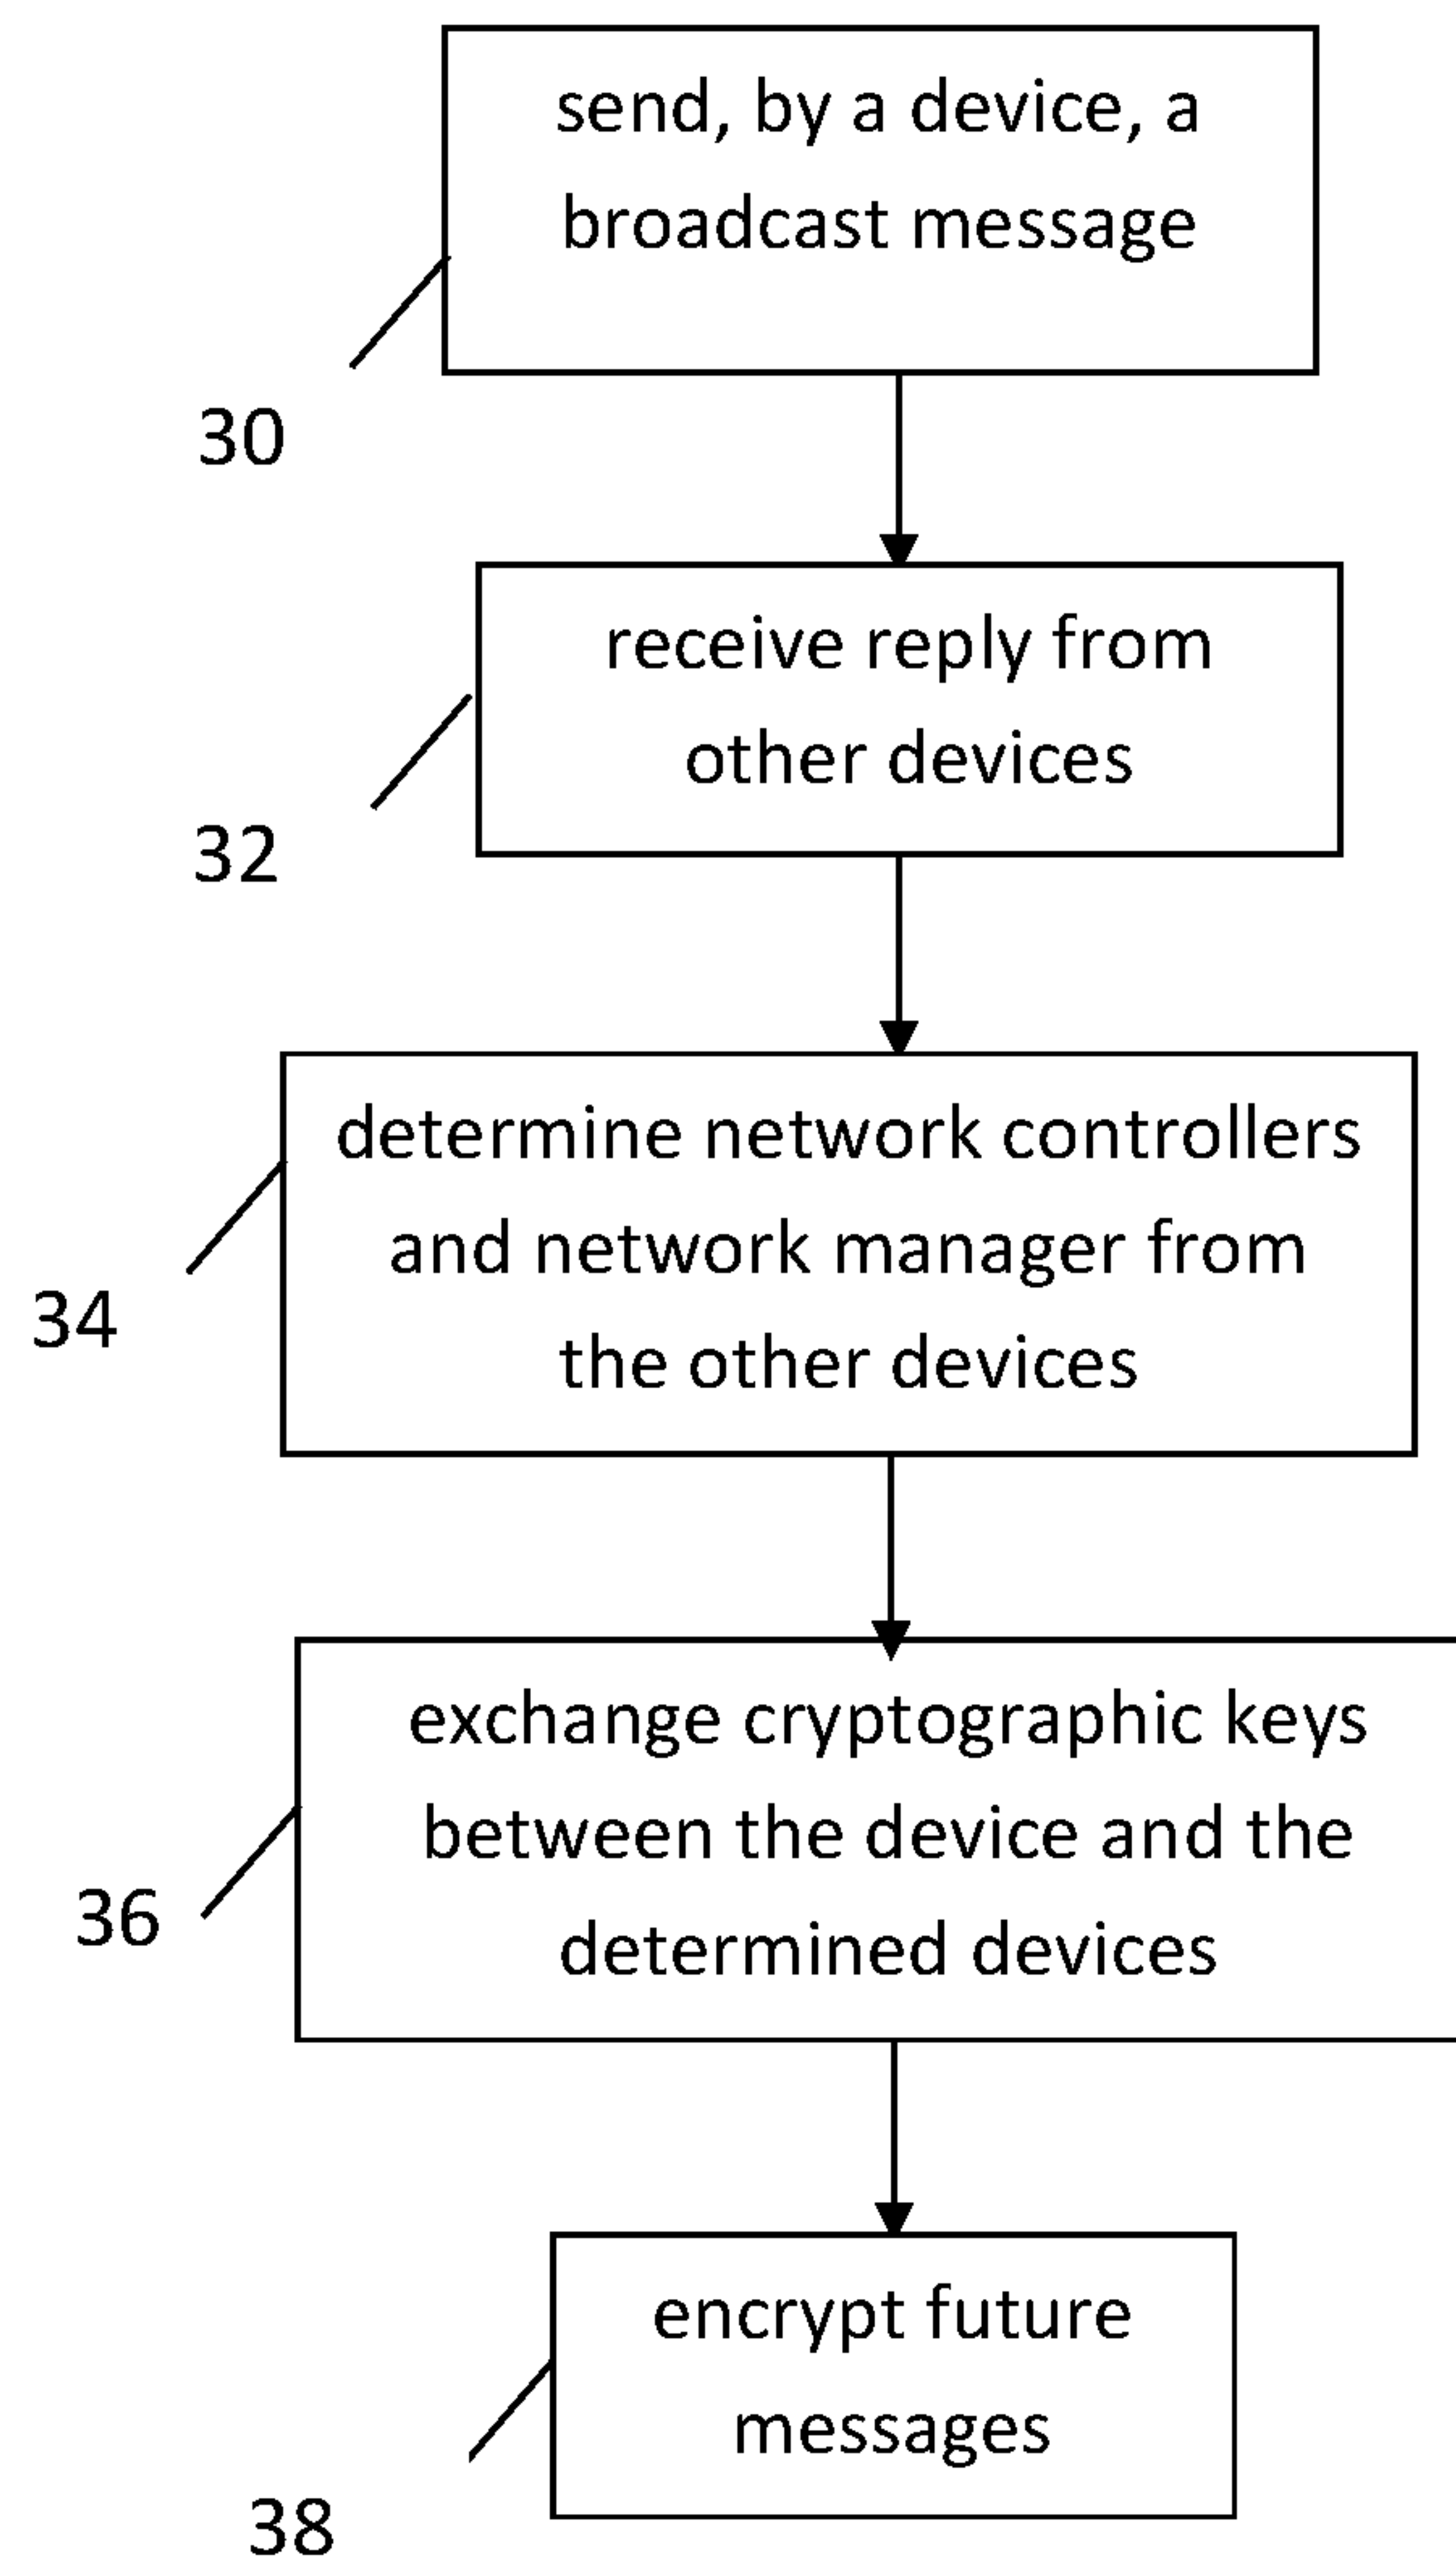 send, by a device, a
broadcast message
30
receive reply from
other devices
32
determine network controllers
and network manager from
the other devices
34
exchange cryptographic keys
between the device and the
determined devices
36
encrypt future
messages
38